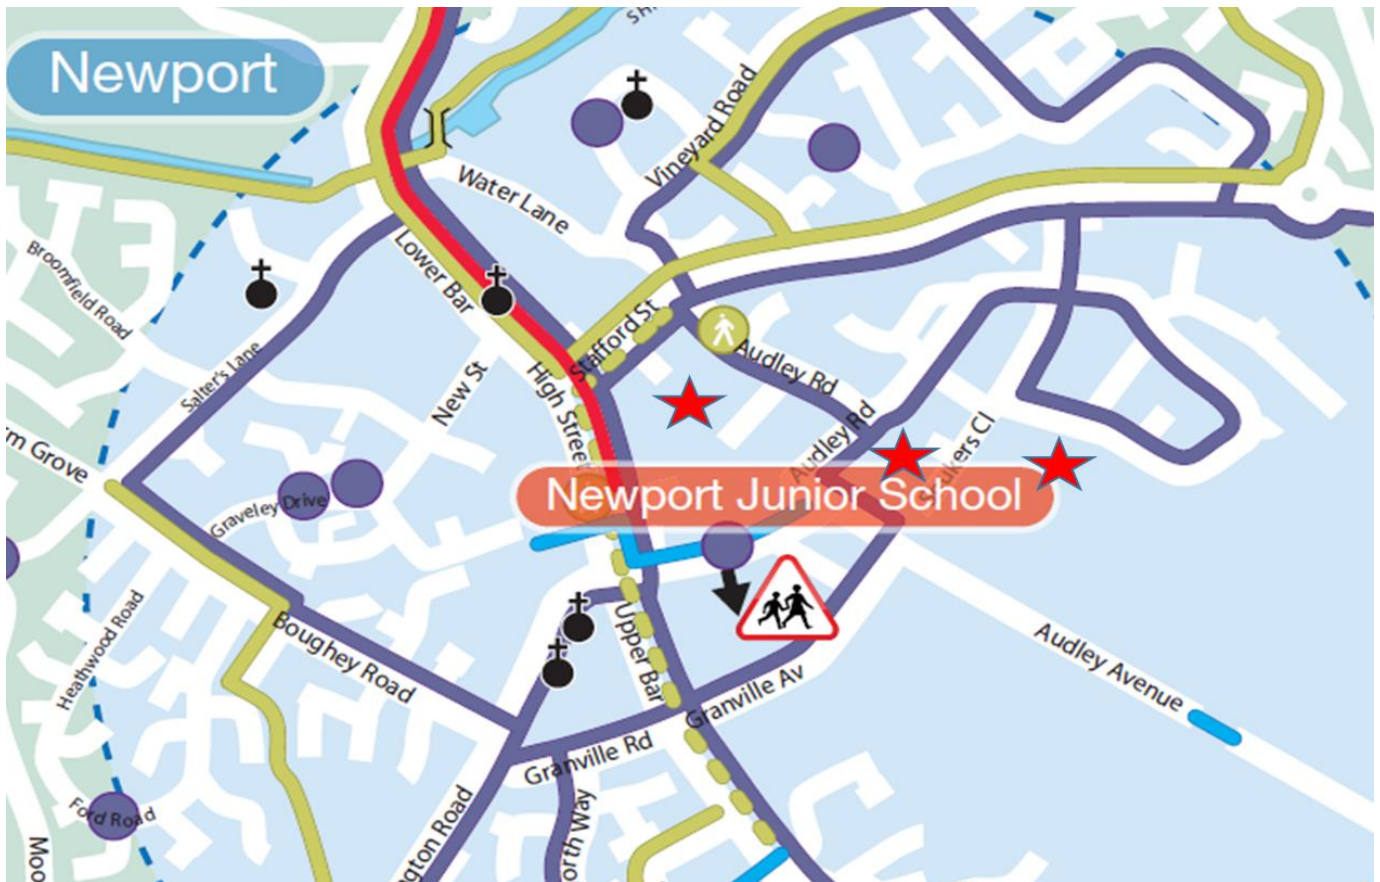 Newport
Vineyard Road
Water Lane
Broomfield Road
Lower Bar
Stafford St
Salter's Lane
New St
High Street
Audley Rd
Audley Rd
Grove
Graveley Drive
Newport Junior School
Heathwood Road
Boughey Road
Upper Bar
Granville Av
Granville Rd
Audley Avenue
Ford Road